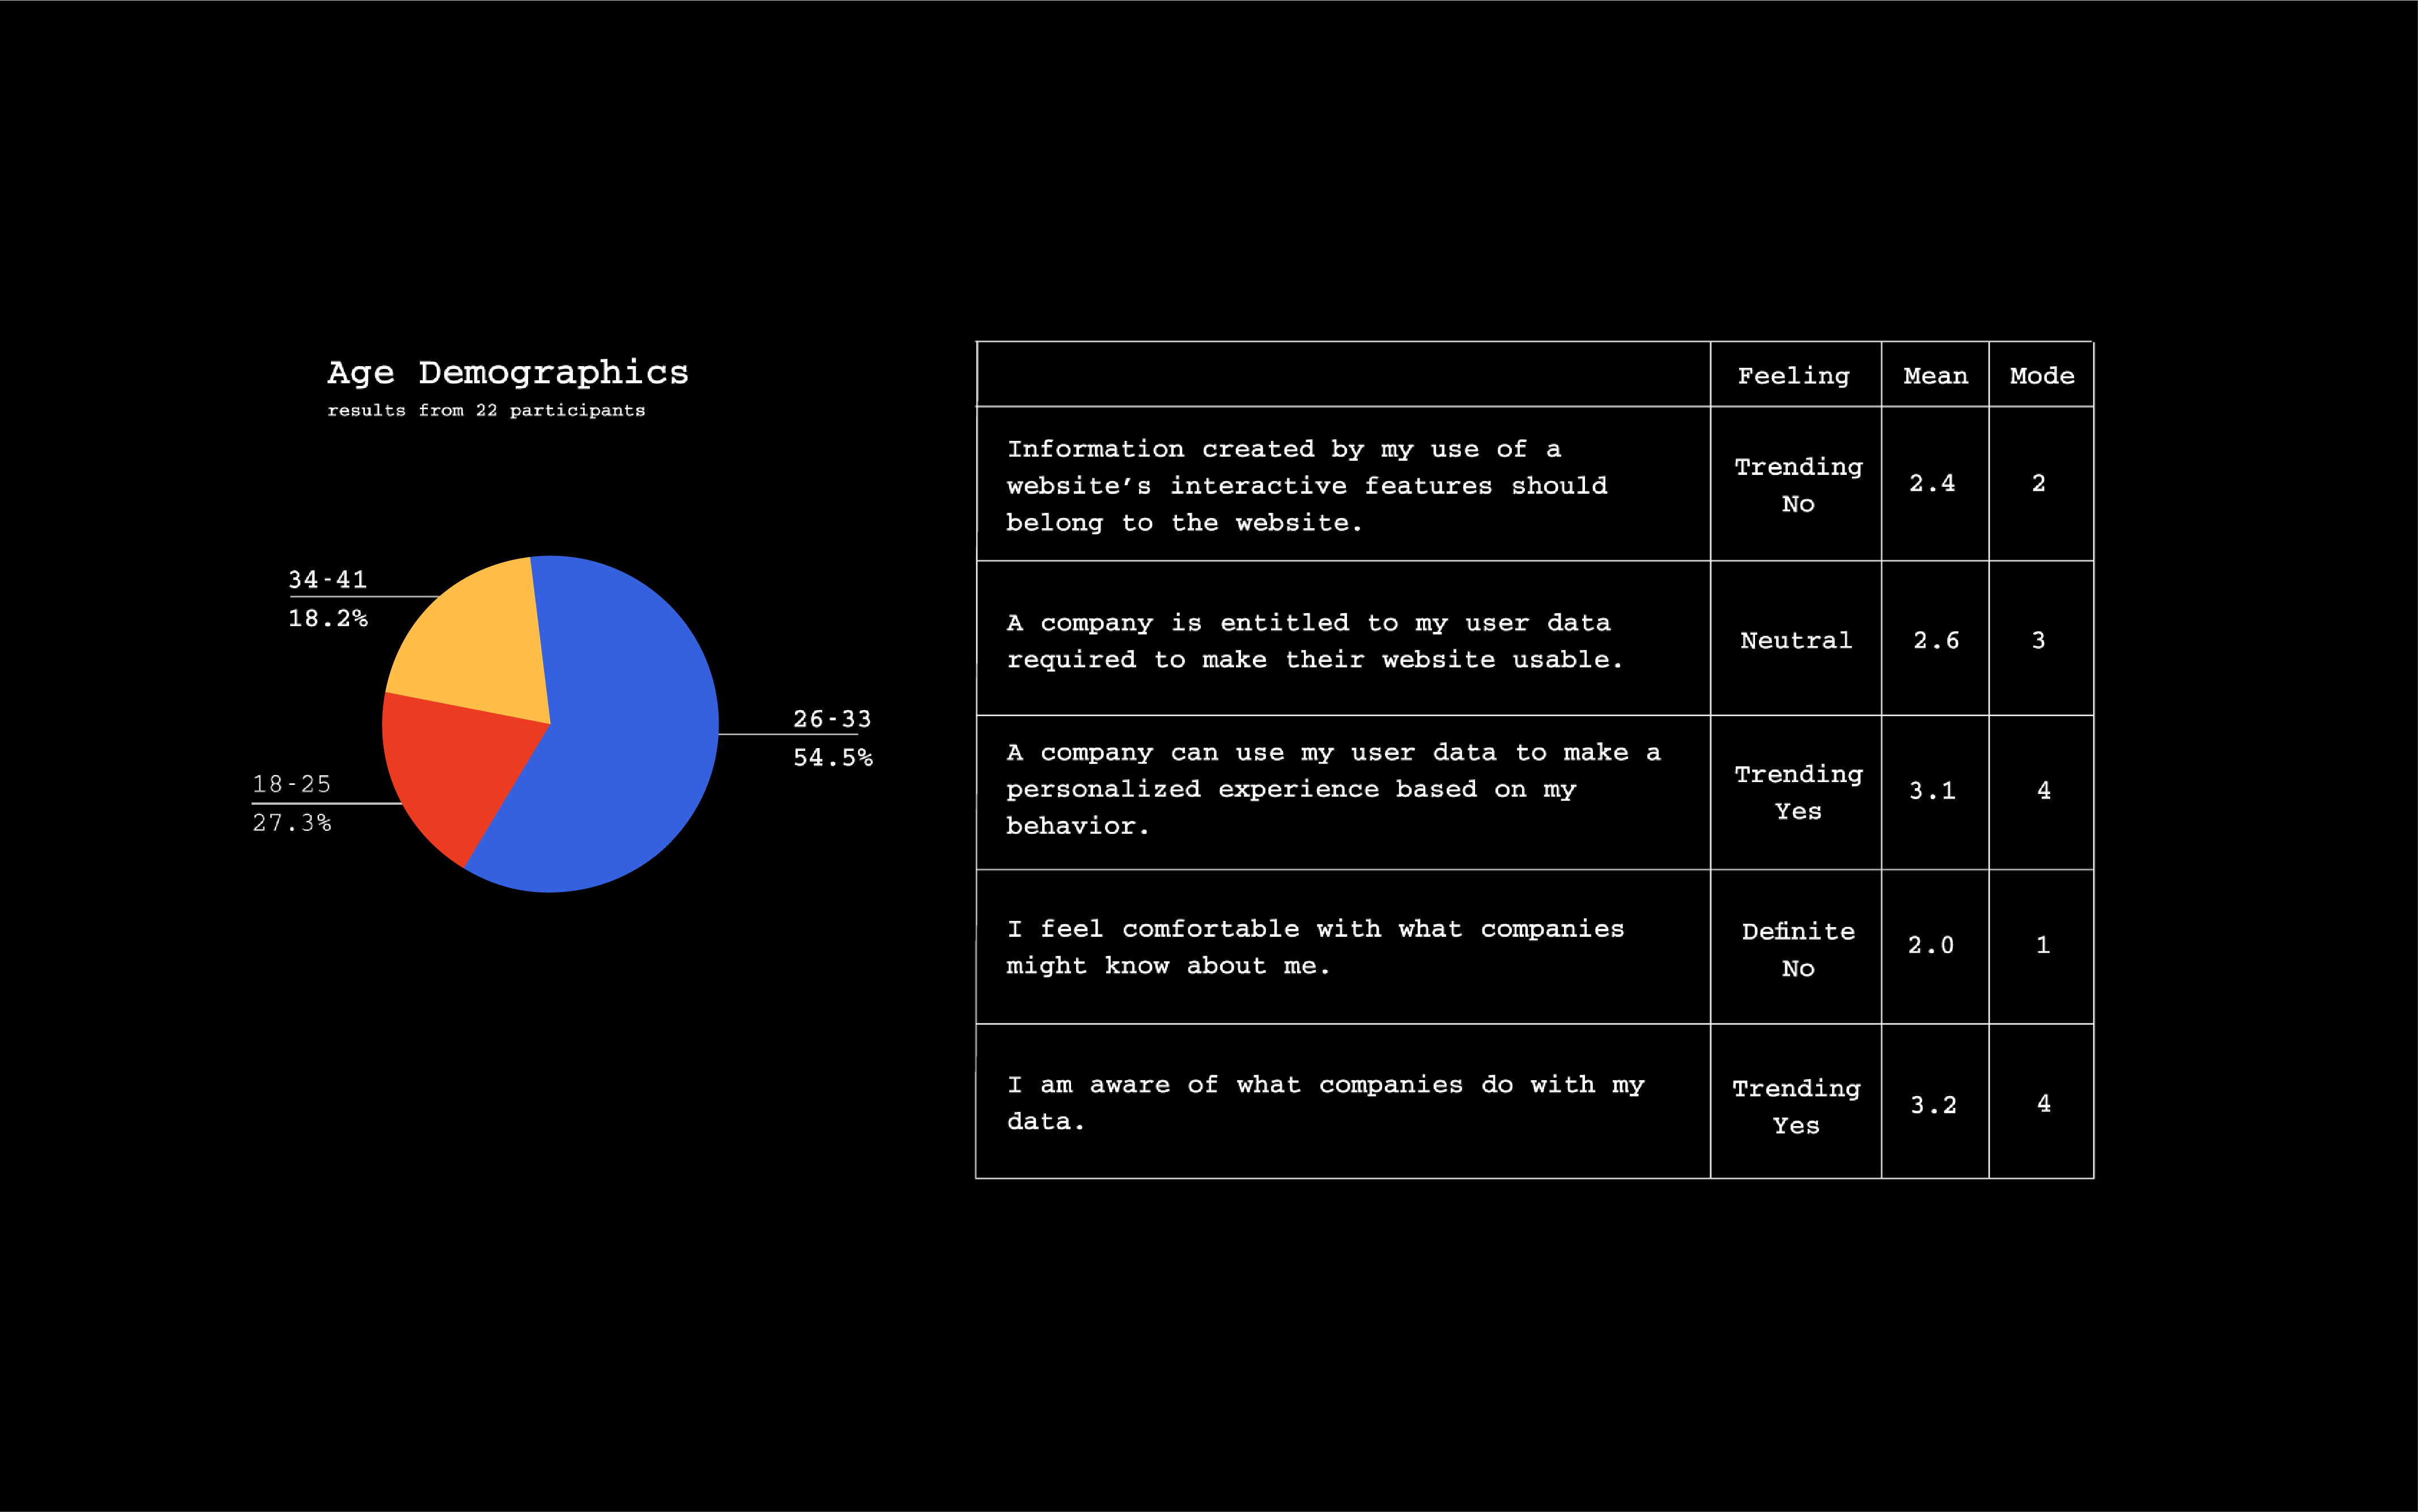 Age Demographics
results from 22 participants
34-41
18.2%
26-33
54.5%
18-25
27.3%
Feeling Mean Mode
Information created by my use of a
website’s interactive features should
belong to the website.
Trending
No
2.4
2
A company is entitled to my user data
required to make their website usable.
Neutral
2.6
3
A company can use my user data to make a
personalized experience based on my
behavior.
Trending
Yes
3.1
4
I feel comfortable with what companies
might know about me.
Definite
No
2.0
1
I am aware of what companies do with my
data.
Trending
Yes
3.2
4